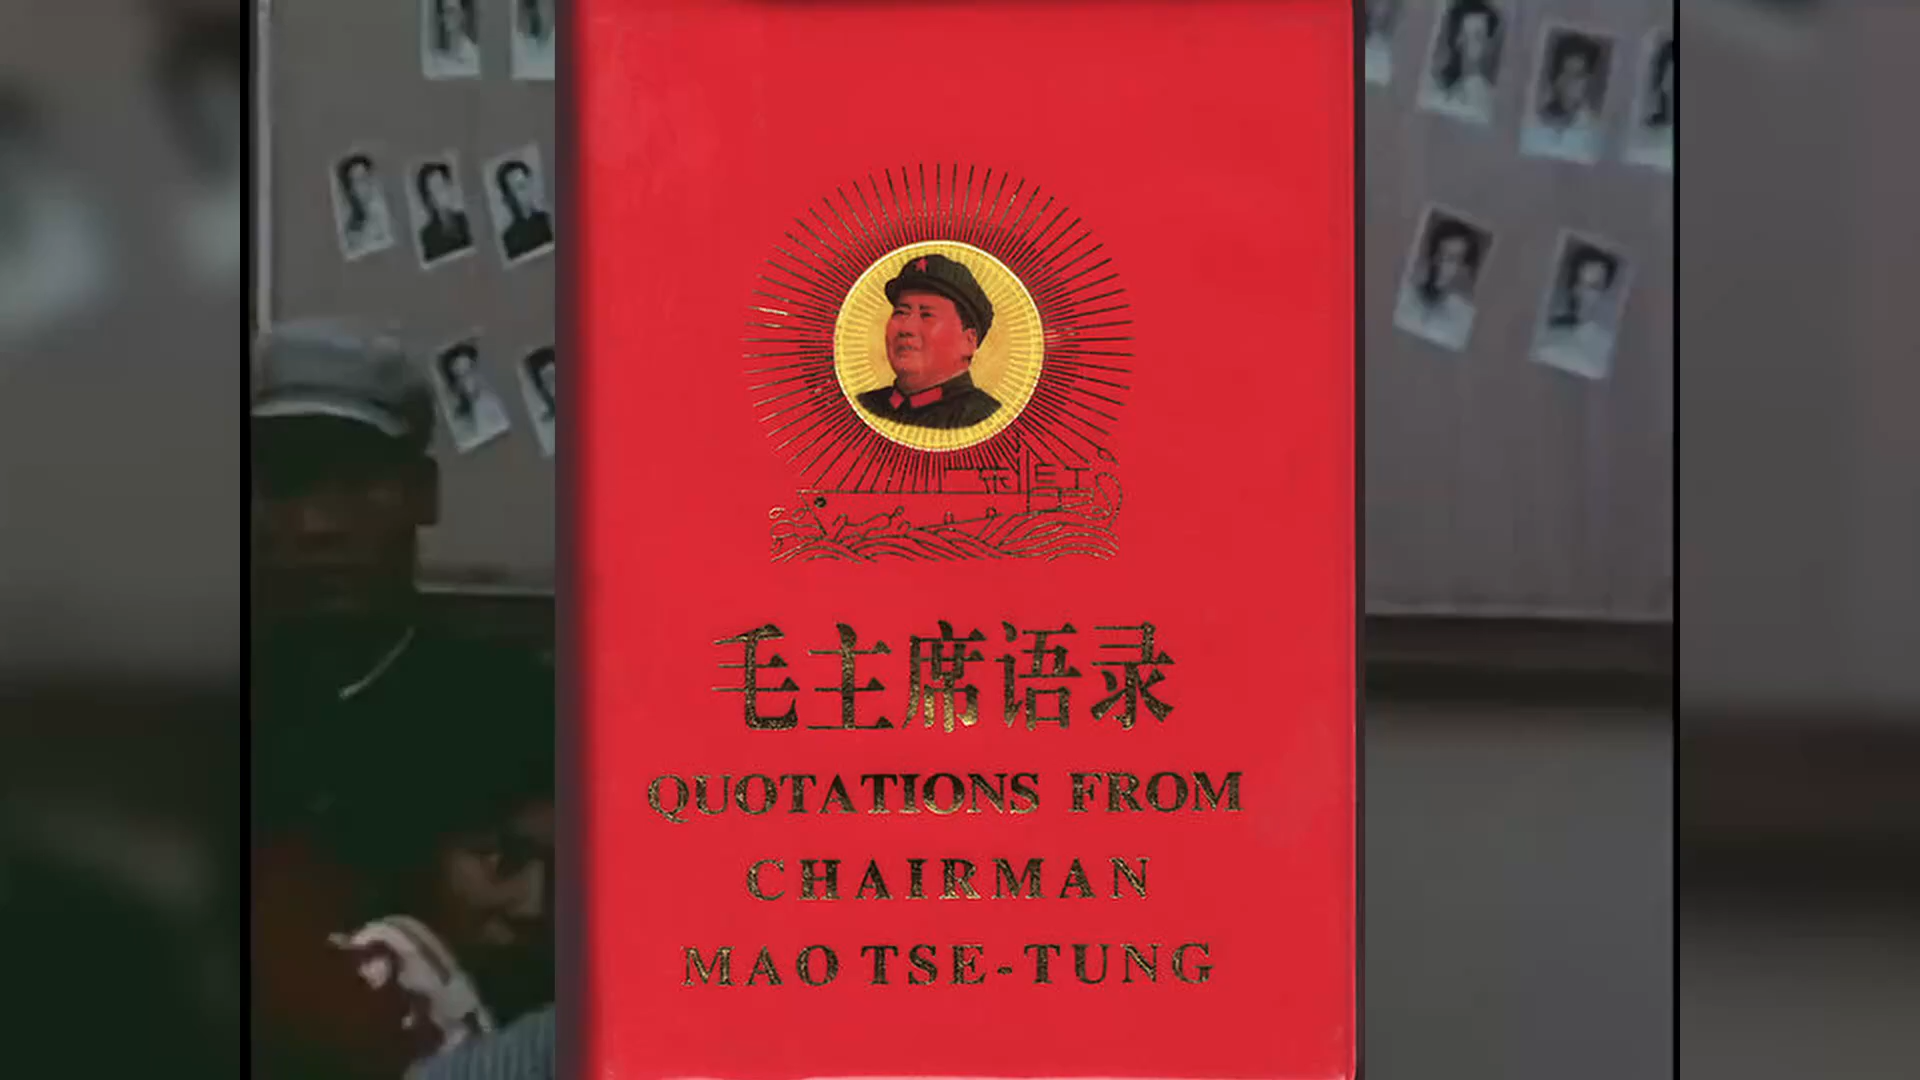 毛主席语录
QUOTATIONS FROM
CHAIRMAN
MAO TSE-TUNG